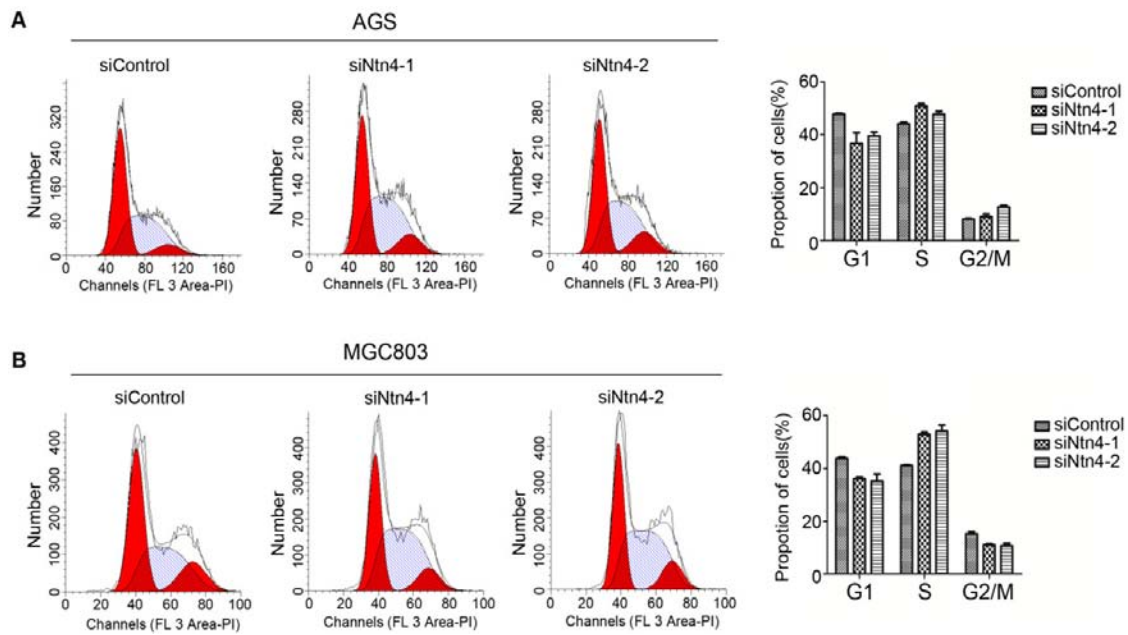 A
AGS
siControl
siNtn4-1
siNtn4-2
Number
0 80 160 240 320
0 40 80 120 160
Channels (FL 3 Area-PI)
Number
0 70 140 210 280
0 40 80 120 160
Channels (FL 3 Area-PI)
Number
0 70 140 210 280
0 40 80 120 160
Channels (FL 3 Area-PI)
Propotion of cells(%)
60
40
20
0
G1 S G2/M
siControl
siNtn4-1
siNtn4-2
B
MGC803
siControl
siNtn4-1
siNtn4-2
Number
0 100 200 300 400
0 20 40 60 80 100
Channels (FL 3 Area-PI)
Number
0 100 200 300 400
0 20 40 60 80 100
Channels (FL 3 Area-PI)
Number
0 100 200 300 400
0 20 40 60 80 100
Channels (FL 3 Area-PI)
Propotion of cells(%)
60
40
20
0
G1 S G2/M
siControl
siNtn4-1
siNtn4-2